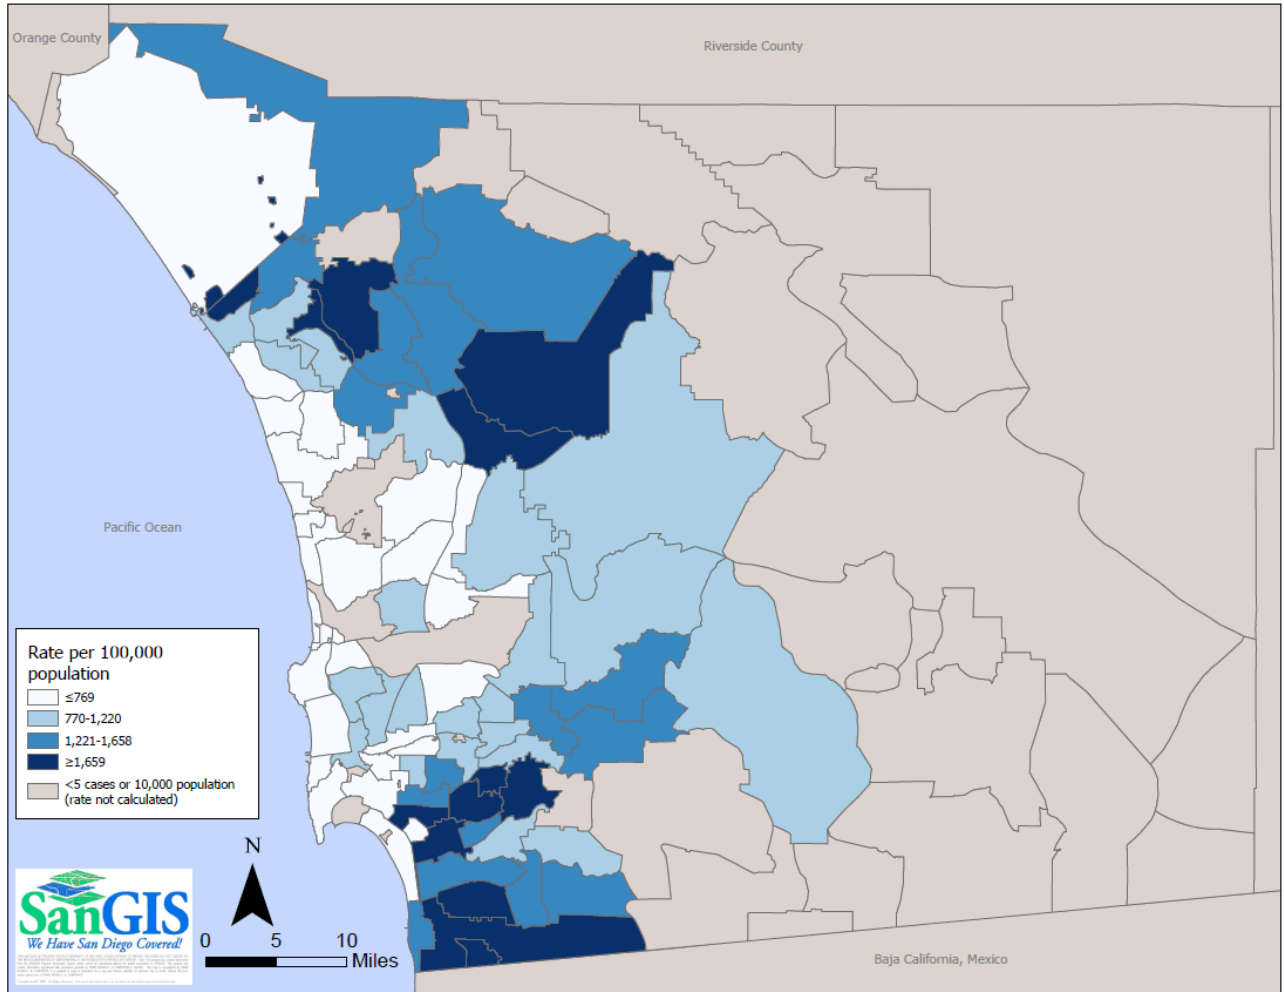 Orange County
Riverside County
Pacific Ocean
Rate per 100,000
population
≤769
770-1,220
1,221-1,658
≥1,659
<5 cases or 10,000 population
(rate not calculated)
N
SanGIS
We Have San Diego Covered!
0 5 10
Miles
Baja California, Mexico